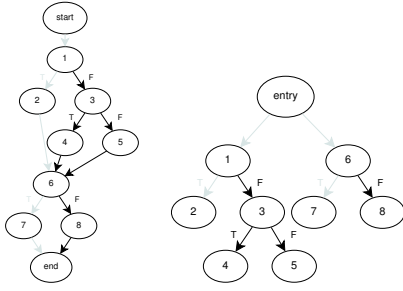 start
1
T F
2 3
T F
4 5
6
T F
7 8
end
entry
1 6
T F T F
2 3 7 8
T F
4 5